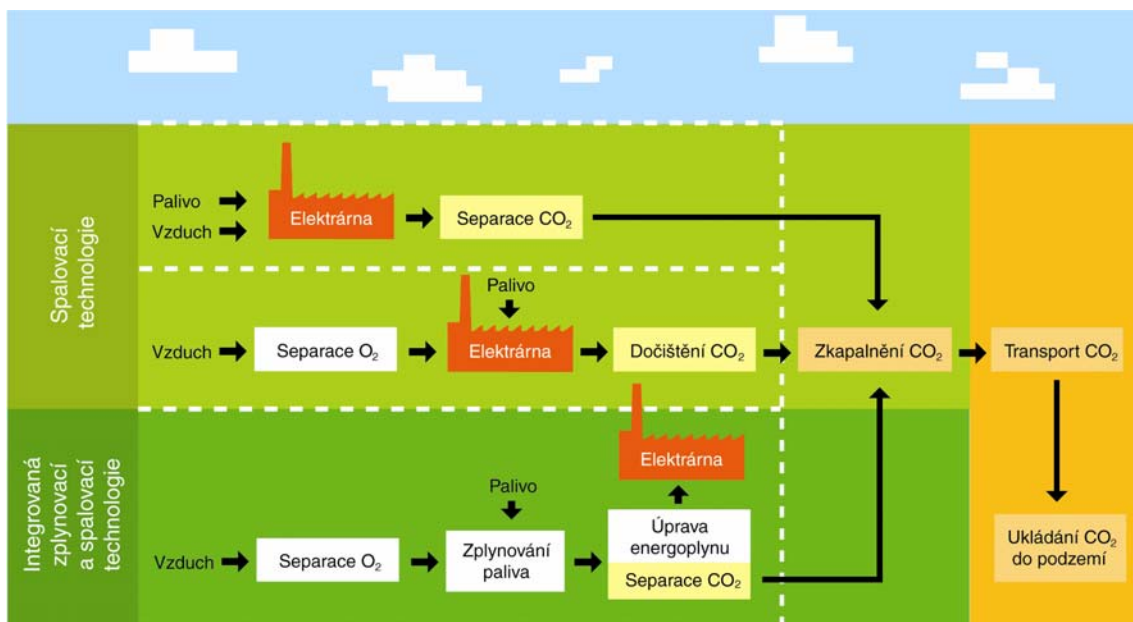 Spalovací
technologie
Palivo
Vzduch
Elektrárna
Separace CO₂
Vzduch
Separace O₂
Palivo
Elektrárna
Dočištění CO₂
Zkapalnění CO₂
Transport CO₂
Integrovaná
zplynovací
a spalovací
technologie
Vzduch
Separace O₂
Palivo
Zplynování
paliva
Elektrárna
Úprava
energoplynu
Separace CO₂
Ukládání CO₂
do podzemí